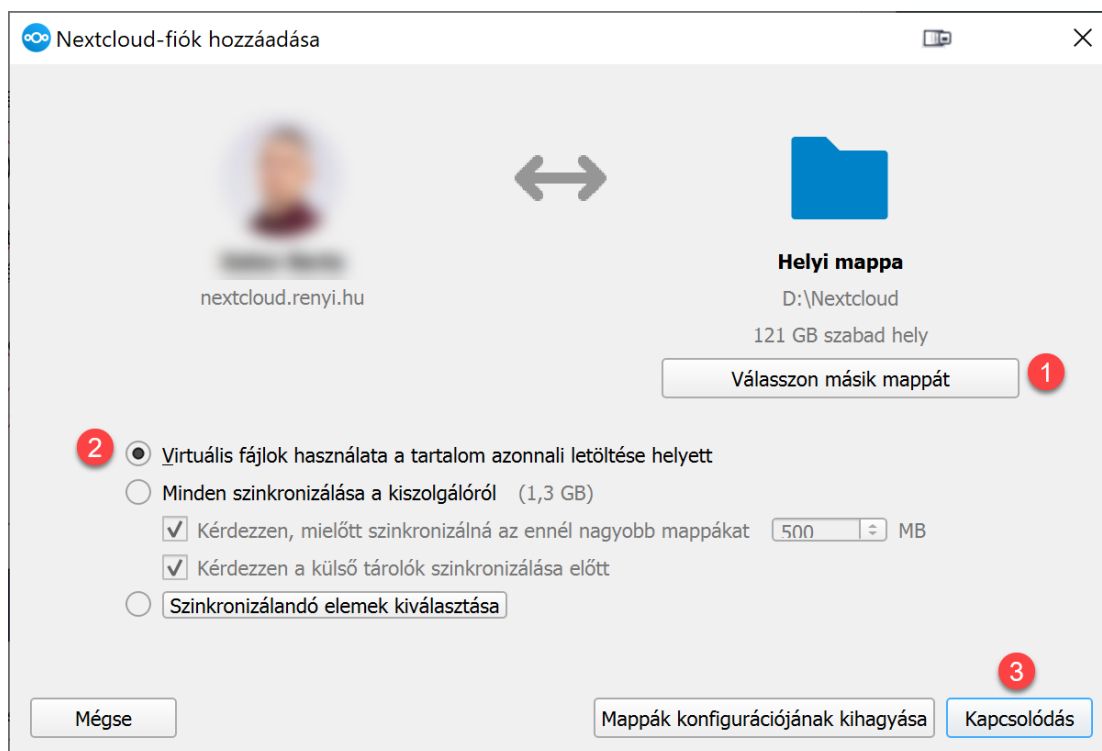 Nextcloud-fiók hozzáadása
nextcloud.renyi.hu
Helyi mappa
D:\Nextcloud
121 GB szabad hely
Válasszon másik mappát
1
2
Virtuális fájlok használata a tartalom azonnali letöltése helyett
Minden szinkronizálása a kiszolgálóról (1,3 GB)
Kérdezzen, mielőtt szinkronizálná az ennél nagyobb mappákat 500 MB
Kérdezzen a külső tárolók szinkronizálása előtt
Szinkronizálandó elemek kiválasztása
3
Mégse
Mappák konfigurációjának kihagyása
Kapcsolódás